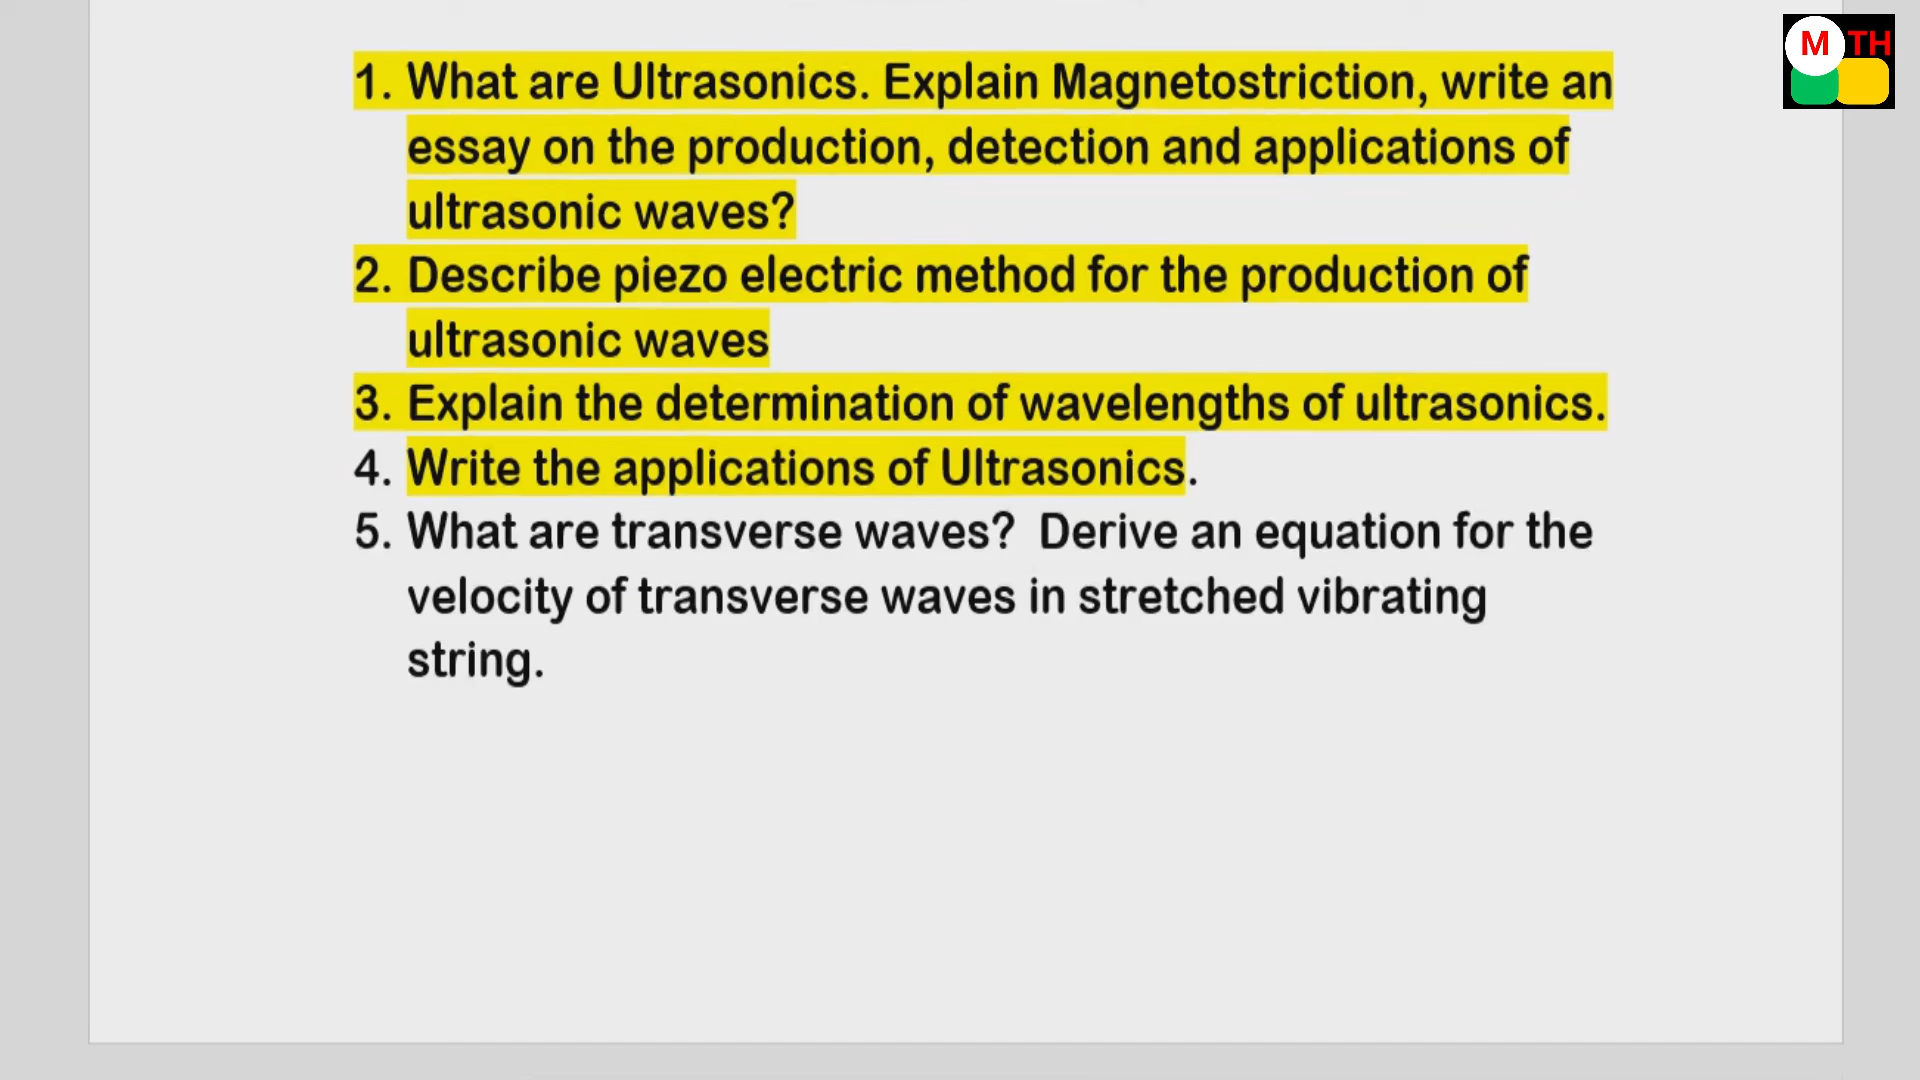 1. What are Ultrasonics. Explain Magnetostriction, write an
essay on the production, detection and applications of
ultrasonic waves?
2. Describe piezo electric method for the production of
ultrasonic waves
3. Explain the determination of wavelengths of ultrasonics.
4. Write the applications of Ultrasonics.
5. What are transverse waves?  Derive an equation for the
velocity of transverse waves in stretched vibrating
string.
M TH